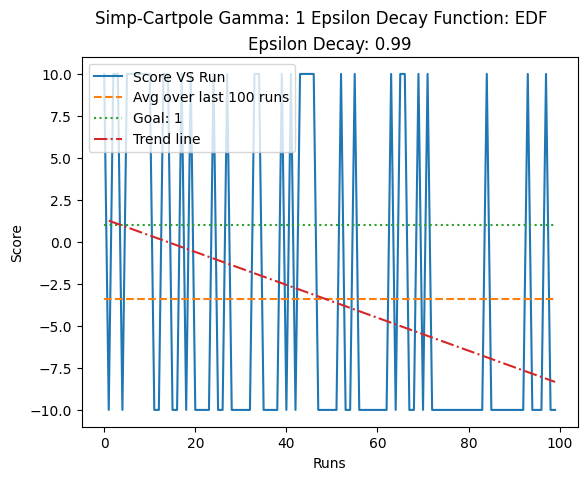 Simp-Cartpole Gamma: 1 Epsilon Decay Function: EDF
Epsilon Decay: 0.99
10.0
7.5
5.0
2.5
0.0
−2.5
−5.0
−7.5
−10.0
Score
Score VS Run
Avg over last 100 runs
Goal: 1
Trend line
0
20
40
60
80
100
Runs